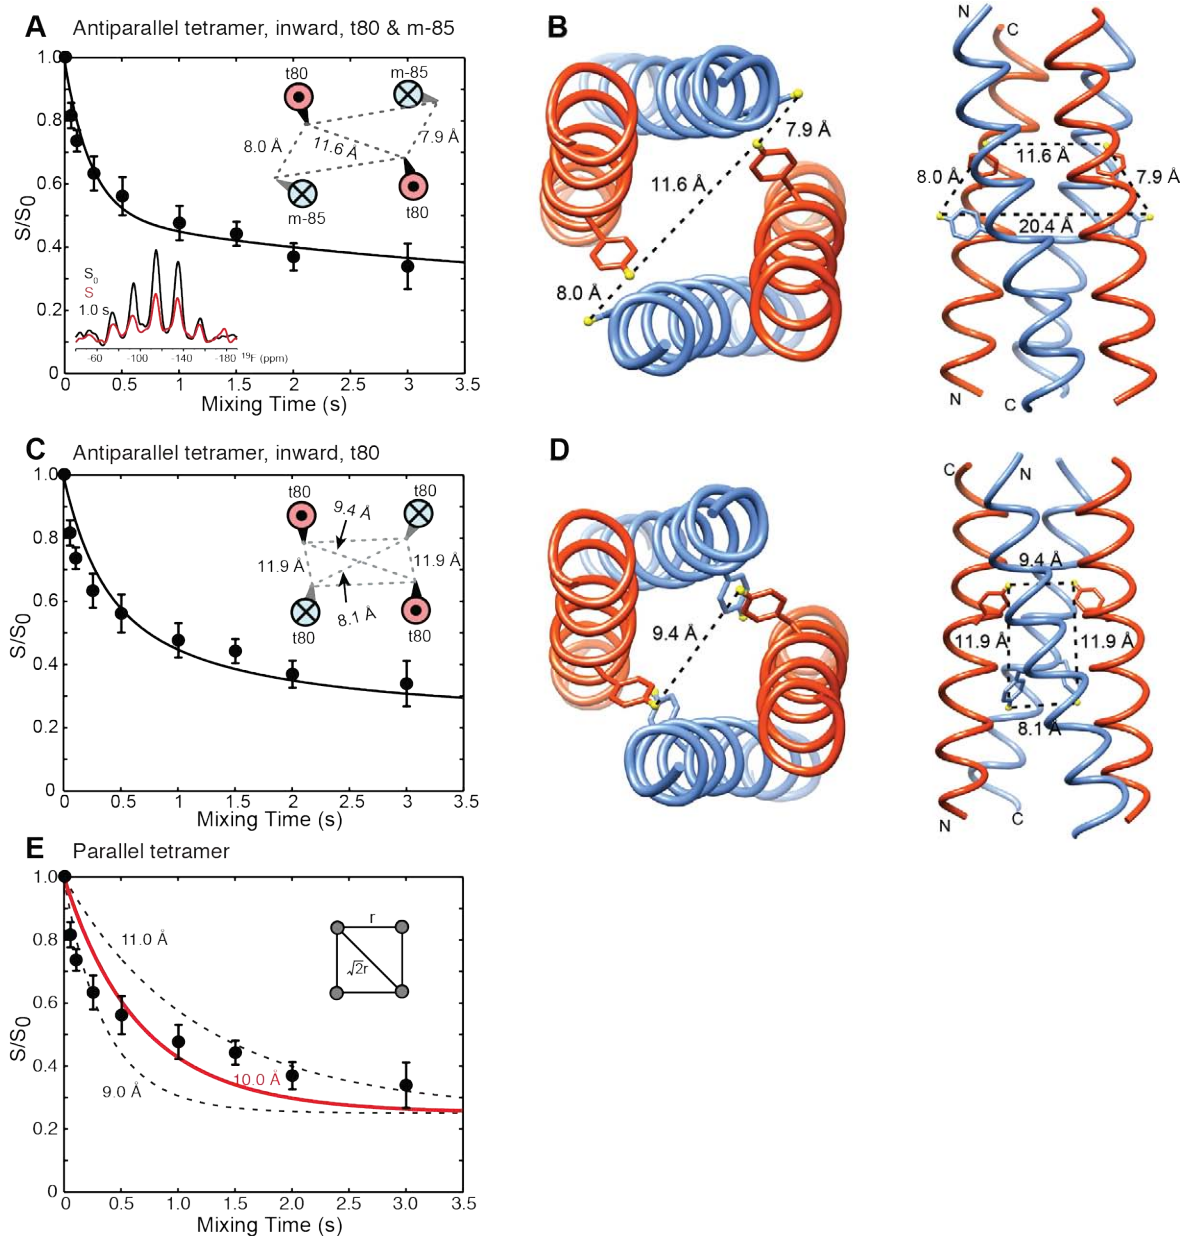 A Antiparallel tetramer, inward, t80 & m-85
1.0
0.8
0.6
0.4
0.2
0
S/S0
t80
m-85
8.0 Å
11.6 Å
7.9 Å
m-85
t80
S0
S
1.0 s
-60 -100 -140 -180 19F (ppm)
0 0.5 1.0 1.5 2.0 2.5 3.0 3.5
Mixing Time (s)
B
7.9 Å
11.6 Å
8.0 Å
N
C
11.6 Å
8.0 Å
7.9 Å
20.4 Å
N
C
C Antiparallel tetramer, inward, t80
1.0
0.8
0.6
0.4
0.2
0
S/S0
t80
9.4 Å
t80
11.9 Å
11.9 Å
8.1 Å
t80
t80
0 0.5 1.0 1.5 2.0 2.5 3.0 3.5
Mixing Time (s)
D
9.4 Å
C
N
9.4 Å
11.9 Å
11.9 Å
8.1 Å
N
C
E Parallel tetramer
1.0
0.8
0.6
0.4
0.2
0
S/S0
11.0 Å
r
√2r
10.0 Å
9.0 Å
0.0 0.5 1.0 1.5 2.0 2.5 3.0 3.5
Mixing Time (s)